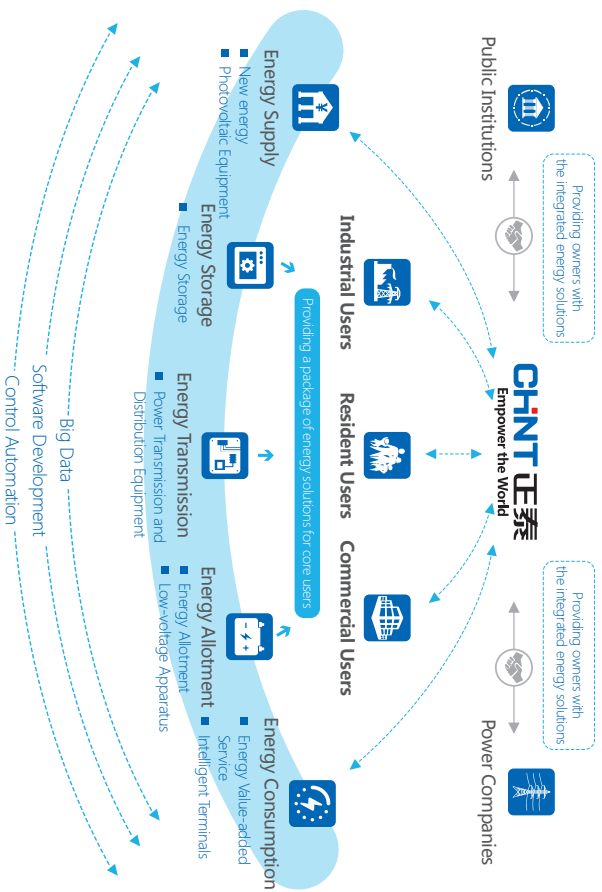 Providing owners with
the integrated energy solutions
Providing owners with
the integrated energy solutions
Public Institutions
CHNT 正泰
Empower the World
Power Companies
Industrial Users
Resident Users
Commercial Users
Providing a package of energy solutions for core users
Energy Supply
New energy
Photovoltaic Equipment
Energy Storage
Energy Storage
Energy Transmission
Power Transmission and
Distribution Equipment
Energy Allotment
Energy Allotment
Low-voltage Apparatus
Energy Consumption
Energy Value-added
Service
Intelligent Terminals
Big Data
Software Development
Control Automation